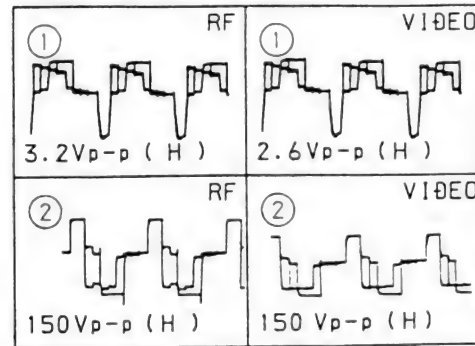 ① RF
3.2Vp-p (H)
① VIDEO
2.6Vp-p (H)
② RF
150Vp-p (H)
② VIDEO
150 Vp-p (H)